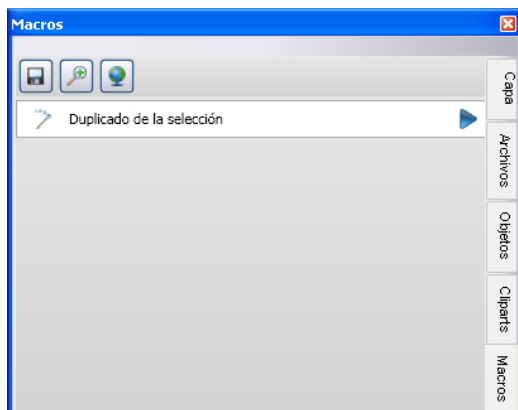 Macros
Duplicado de la selección
Capa
Archivos
Objetos
Cliparts
Macros